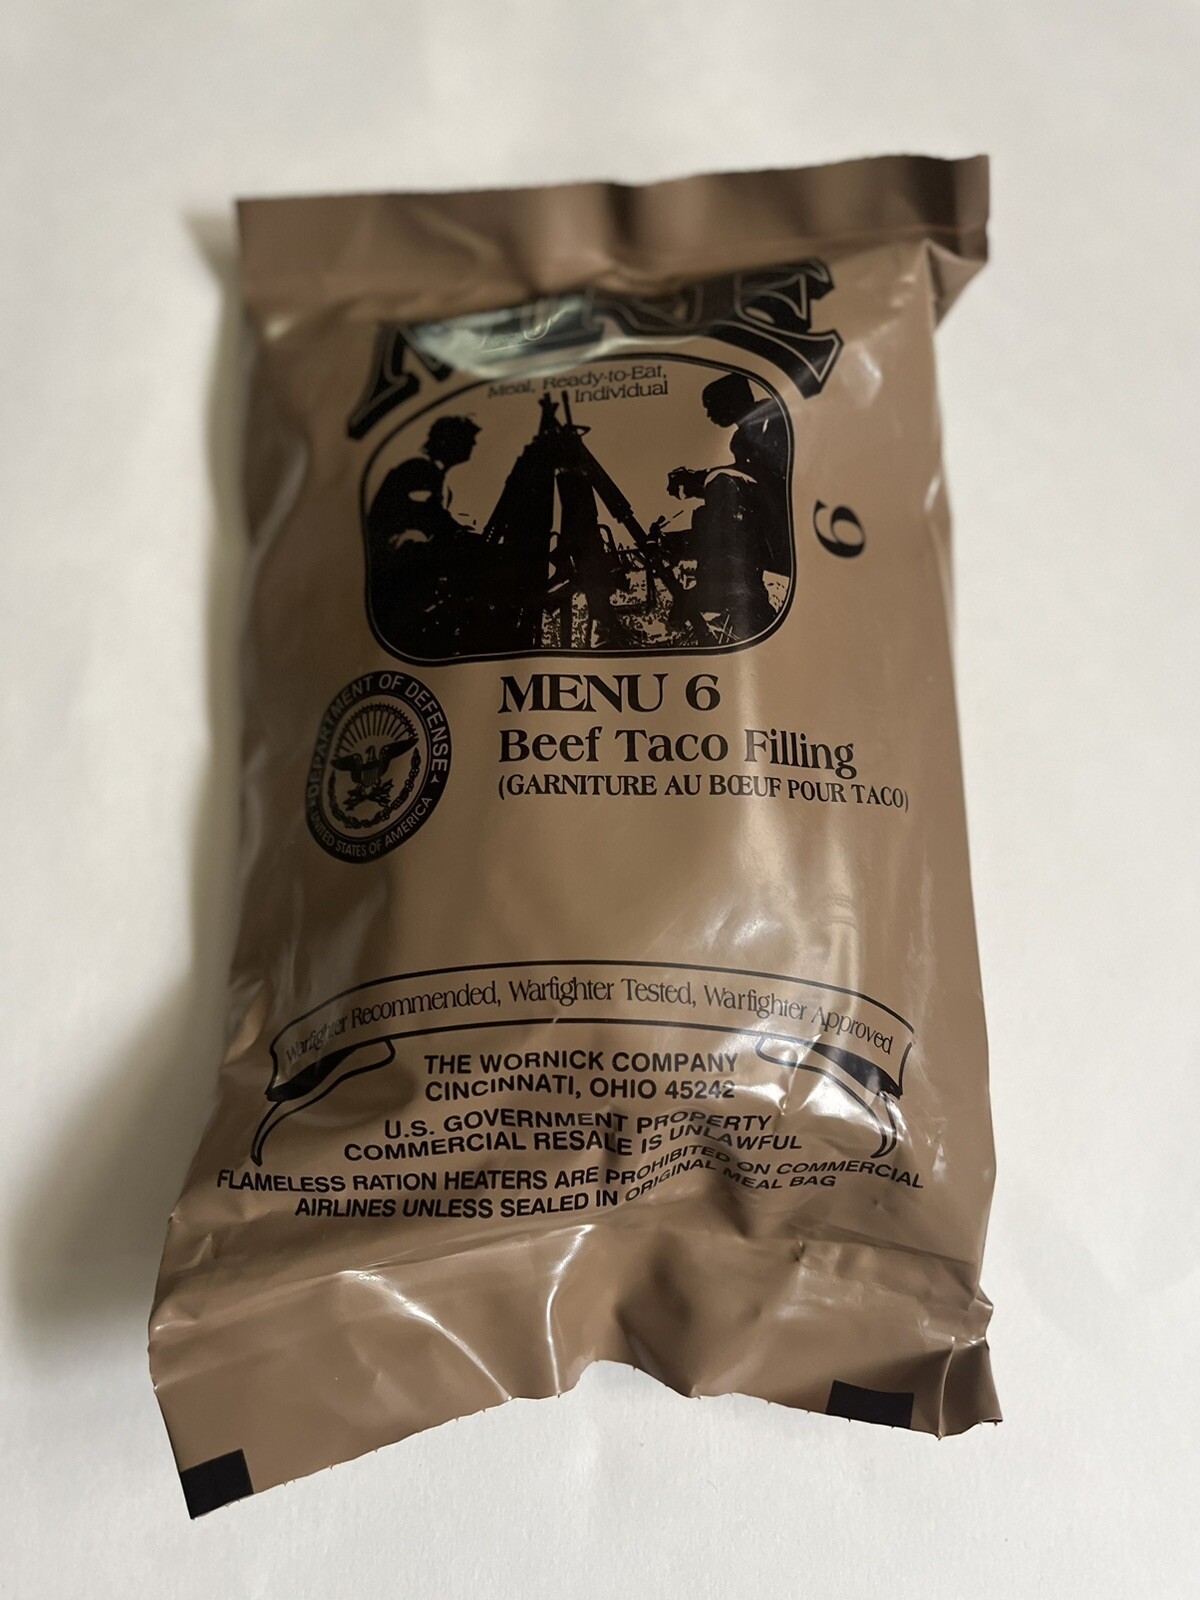 MRE
Meal, Ready-to-Eat,
Individual
6
DEPARTMENT OF DEFENSE
UNITED STATES OF AMERICA
MENU 6
Beef Taco Filling
(GARNITURE AU BŒUF POUR TACO)
Warfighter Recommended, Warfighter Tested, Warfighter Approved
THE WORNICK COMPANY
CINCINNATI, OHIO 45242
U.S. GOVERNMENT PROPERTY
COMMERCIAL RESALE IS UNLAWFUL
FLAMELESS RATION HEATERS ARE PROHIBITED ON COMMERCIAL
AIRLINES UNLESS SEALED IN ORIGINAL MEAL BAG